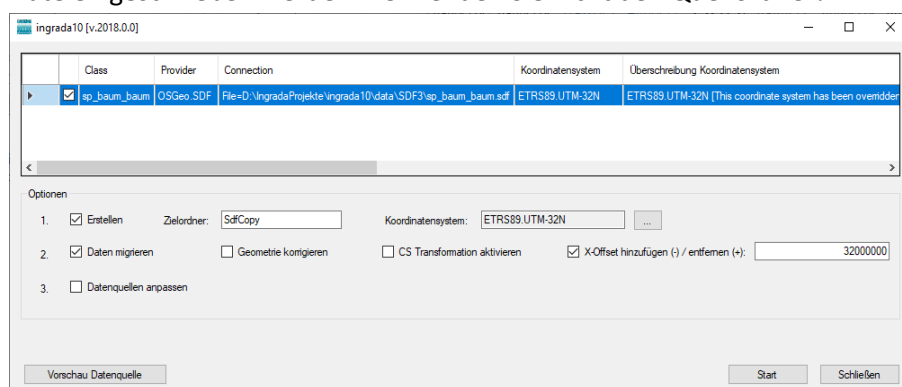 ingrada10 [v.2018.0.0]
Class Provider Connection Koordinatensystem Überschreibung Koordinatensystem
sp_baum_baum OSGeo.SDF File=D:\IngradaProjekte\ingrada10\data\SDF3\sp_baum_baum.sdf ETRS89.UTM-32N ETRS89.UTM-32N [This coordinate system has been overridden
Optionen
1. Erstellen Zielordner: SdfCopy Koordinatensystem: ETRS89.UTM-32N ...
2. Daten migrieren Geometrie korrigieren CS Transformation aktivieren X-Offset hinzufügen (-) / entfernen (+): 32000000
3. Datenquellen anpassen
Vorschau Datenquelle Start Schließen